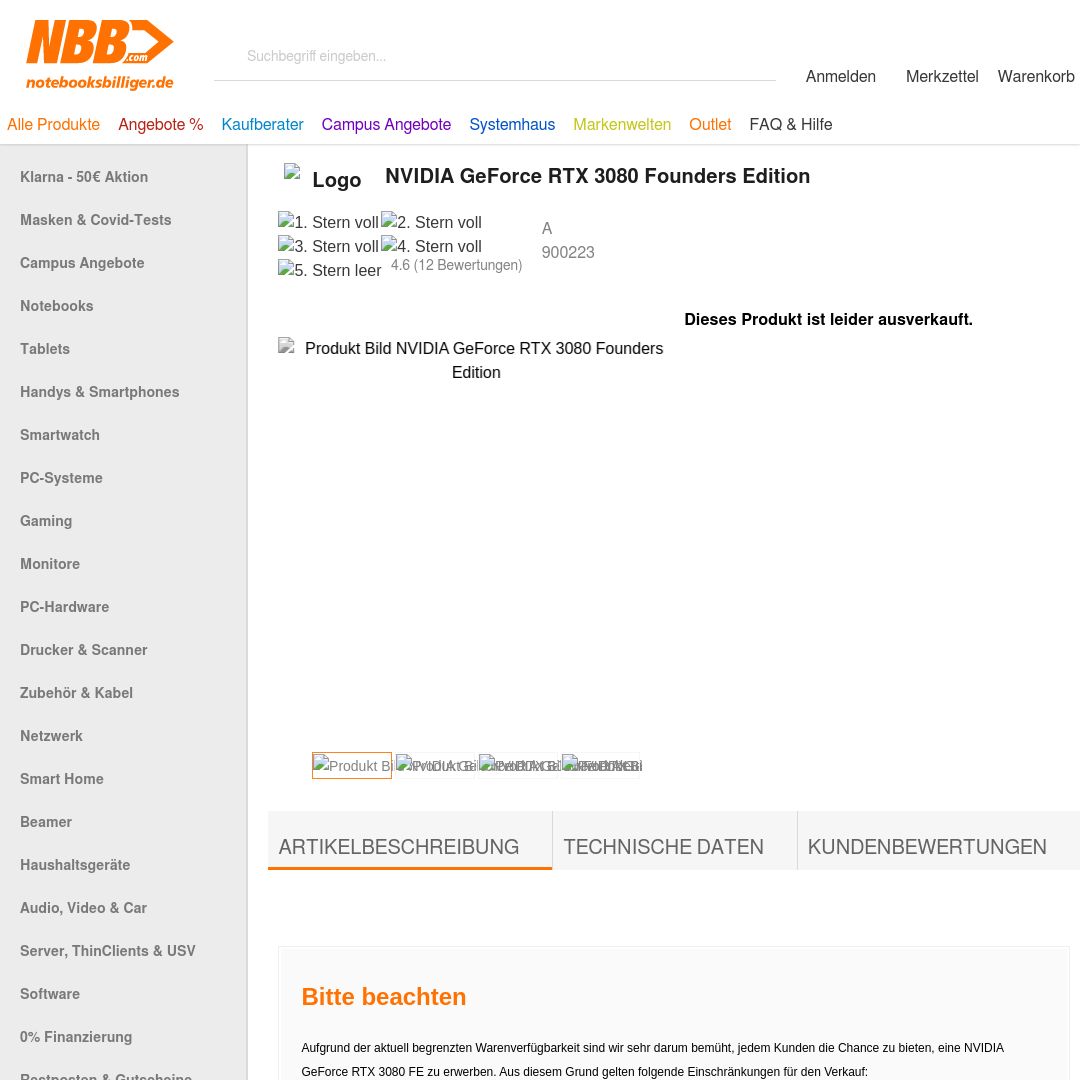 NBB.com
notebooksbilliger.de
Suchbegriff eingeben...
Anmelden
Merkzettel
Warenkorb
Alle Produkte
Angebote %
Kaufberater
Campus Angebote
Systemhaus
Markenwelten
Outlet
FAQ & Hilfe
Klarna - 50€ Aktion
Masken & Covid-Tests
Campus Angebote
Notebooks
Tablets
Handys & Smartphones
Smartwatch
PC-Systeme
Gaming
Monitore
PC-Hardware
Drucker & Scanner
Zubehör & Kabel
Netzwerk
Smart Home
Beamer
Haushaltsgeräte
Audio, Video & Car
Server, ThinClients & USV
Software
0% Finanzierung
Restposten & Gutscheine
Logo
NVIDIA GeForce RTX 3080 Founders Edition
1. Stern voll 2. Stern voll
3. Stern voll 4. Stern voll
5. Stern leer
4.6 (12 Bewertungen)
A
900223
Dieses Produkt ist leider ausverkauft.
Produkt Bild NVIDIA GeForce RTX 3080 Founders
Edition
Produkt Bi
ARTIKELBESCHREIBUNG
TECHNISCHE DATEN
KUNDENBEWERTUNGEN
Bitte beachten
Aufgrund der aktuell begrenzten Warenverfügbarkeit sind wir sehr darum bemüht, jedem Kunden die Chance zu bieten, eine NVIDIA
GeForce RTX 3080 FE zu erwerben. Aus diesem Grund gelten folgende Einschränkungen für den Verkauf: